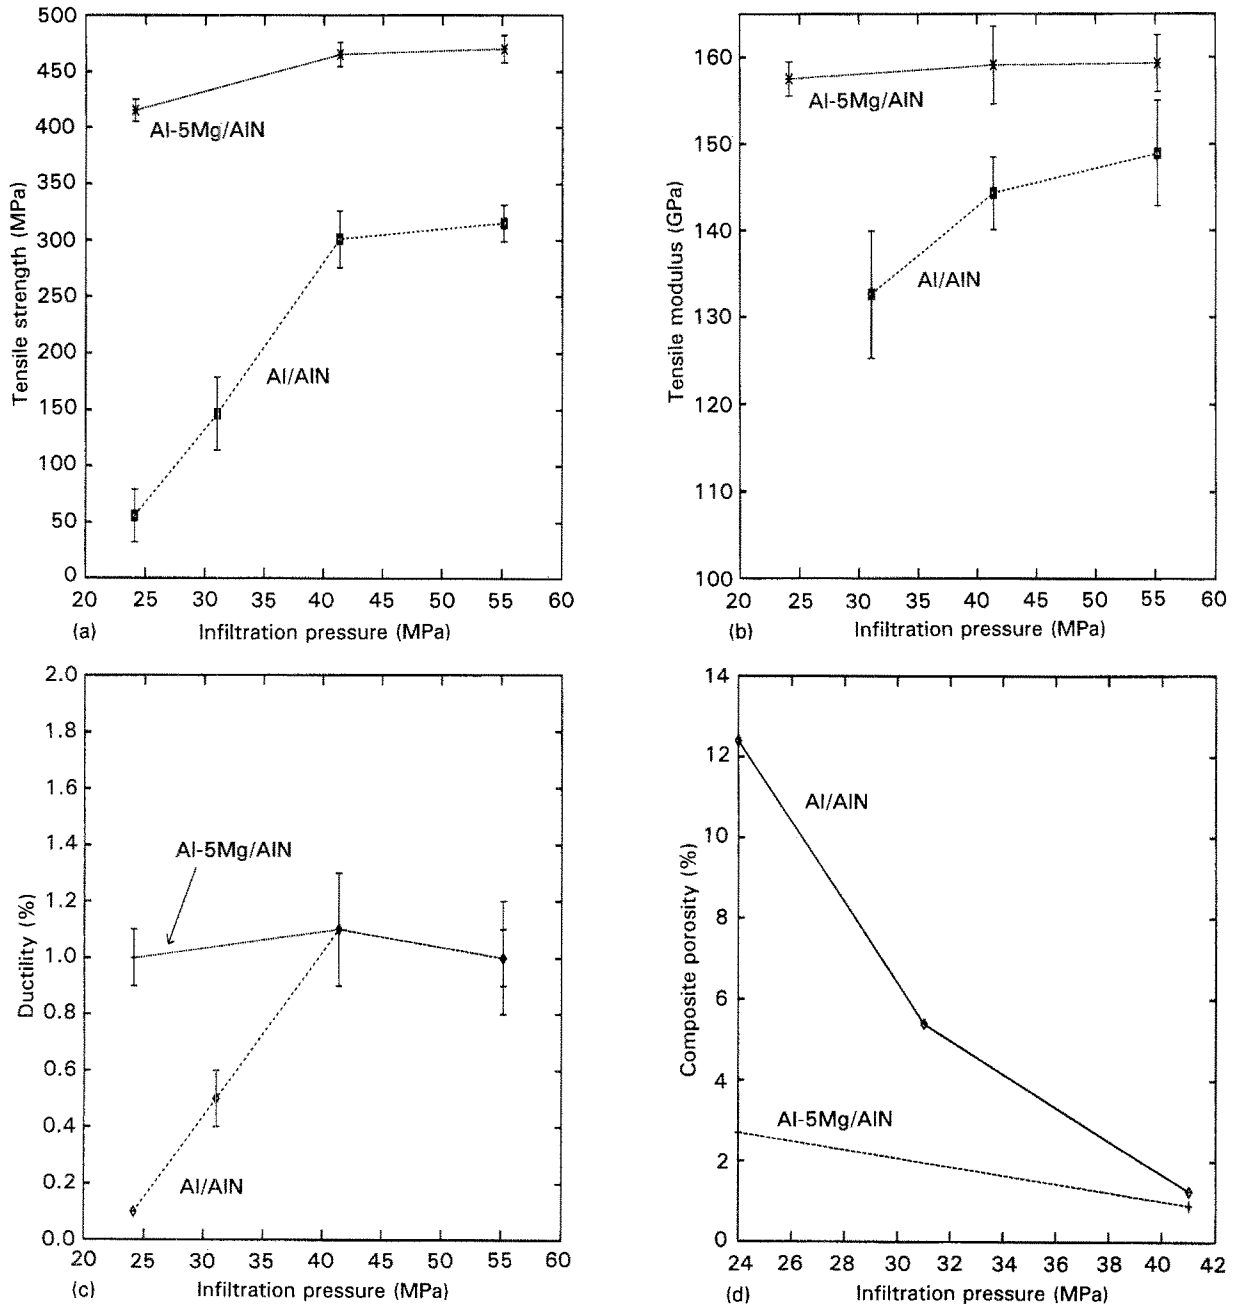 500
450
400
350
300
250
200
150
100
50
0
Tensile strength (MPa)
Al-5Mg/AlN
Al/AlN
20 25 30 35 40 45 50 55 60
(a) Infiltration pressure (MPa)
160
150
140
130
120
110
100
Tensile modulus (GPa)
Al-5Mg/AlN
Al/AlN
20 25 30 35 40 45 50 55 60
(b) Infiltration pressure (MPa)
2.0
1.8
1.6
1.4
1.2
1.0
0.8
0.6
0.4
0.2
0.0
Ductility (%)
Al-5Mg/AlN
Al/AlN
20 25 30 35 40 45 50 55 60
(c) Infiltration pressure (MPa)
14
12
10
8
6
4
2
0
Composite porosity (%)
Al/AlN
Al-5Mg/AlN
24 26 28 30 32 34 36 38 40 42
(d) Infiltration pressure (MPa)